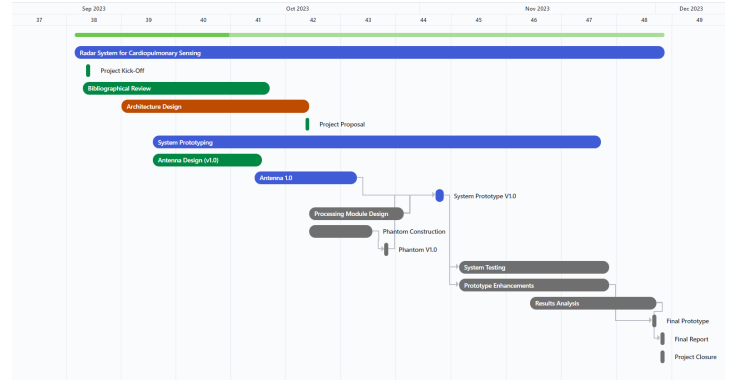 Sep 2023 Oct 2023 Nov 2023 Dec 2023
37 38 39 40 41 42 43 44 45 46 47 48 49
Radar System for Cardiopulmonary Sensing
Project Kick-Off
Bibliographical Review
Architecture Design
Project Proposal
System Prototyping
Antenna Design (v1.0)
Antenna 1.0
System Prototype V1.0
Processing Module Design
Phantom Construction
Phantom V1.0
System Testing
Prototype Enhancements
Results Analysis
Final Prototype
Final Report
Project Closure